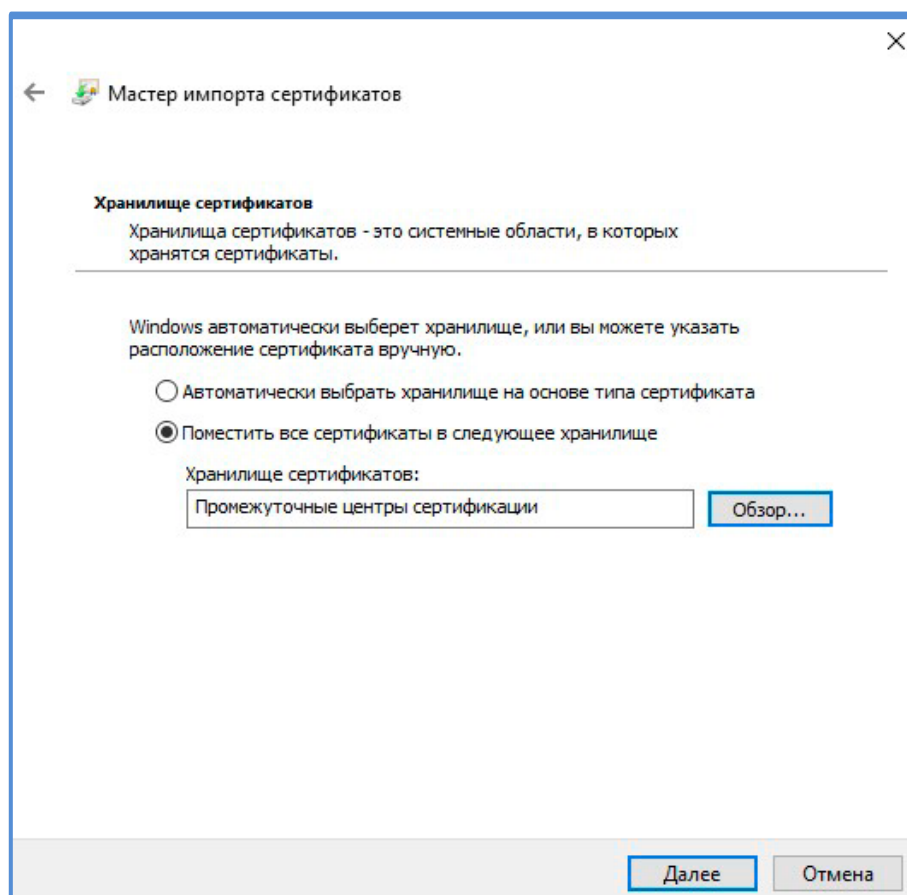 Мастер импорта сертификатов
Хранилище сертификатов
Хранилища сертификатов - это системные области, в которых
хранятся сертификаты.
Windows автоматически выберет хранилище, или вы можете указать
расположение сертификата вручную.
Автоматически выбрать хранилище на основе типа сертификата
Поместить все сертификаты в следующее хранилище
Хранилище сертификатов:
Промежуточные центры сертификации
Обзор...
Далее
Отмена